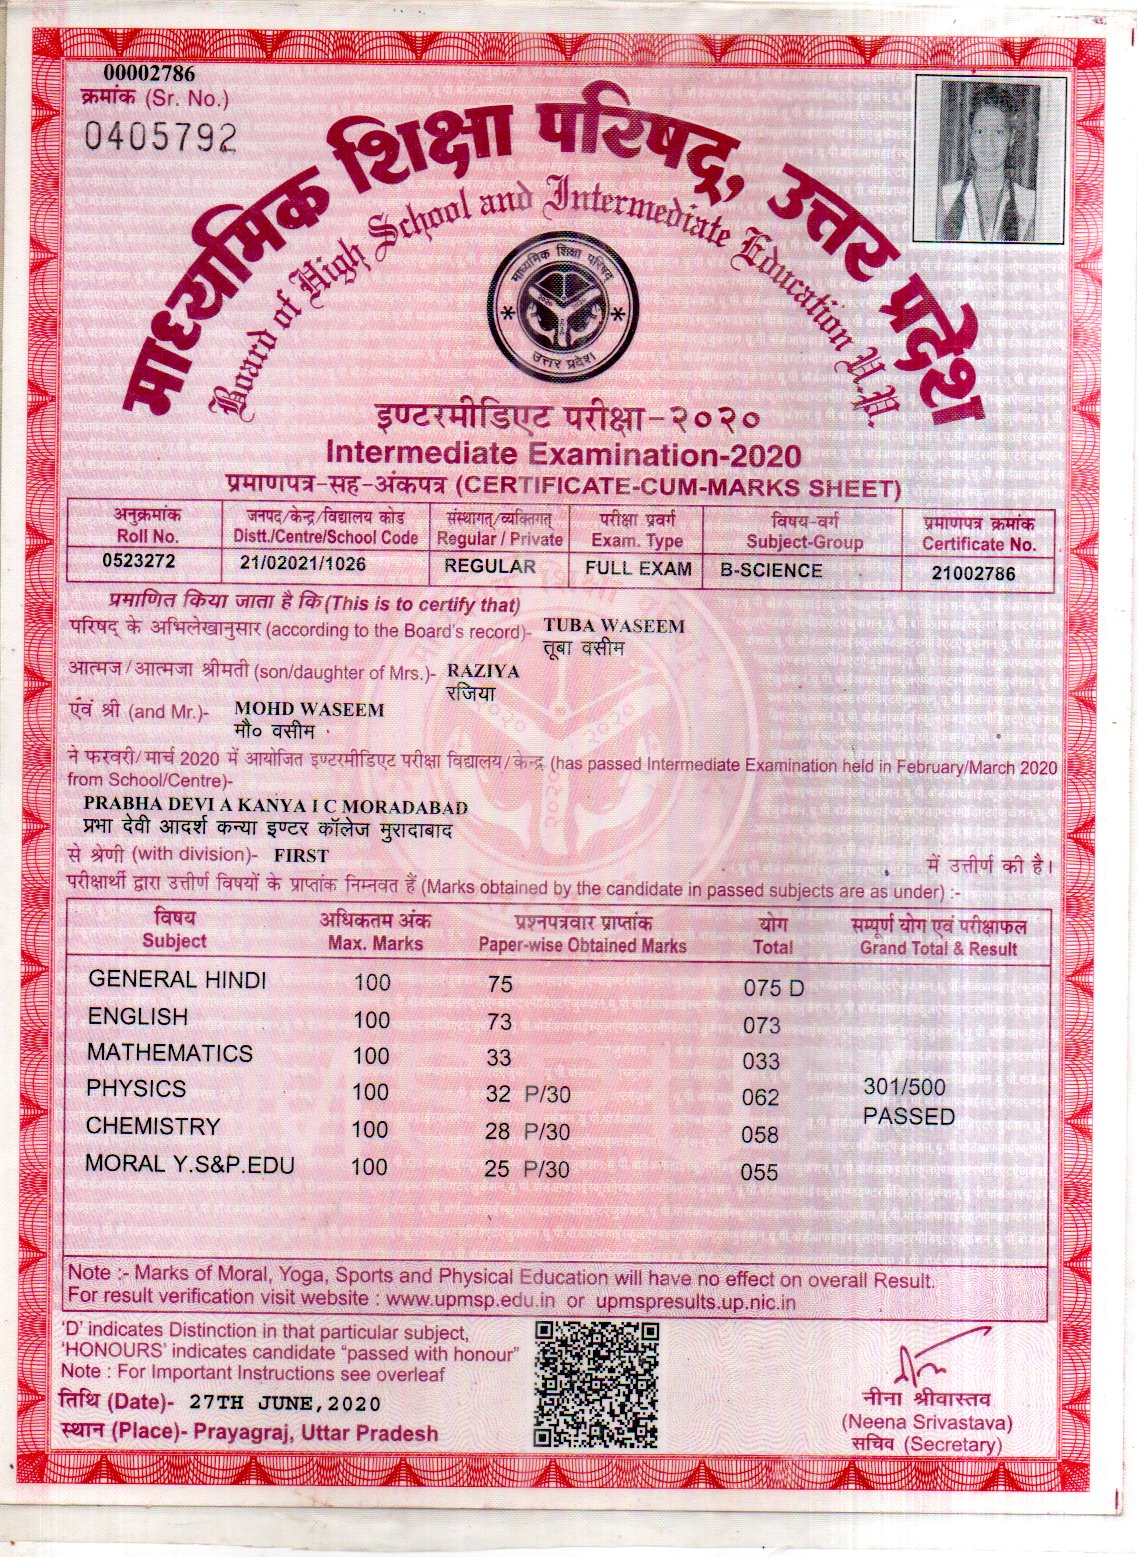 00002786
क्रमांक (Sr. No.)
0405792
माध्यमिक शिक्षा परिषद्, उत्तर प्रदेश
Board of High School and Intermediate Education U.P.
माध्यमिक शिक्षा परिषद्
2020
उत्तर प्रदेश
इण्टरमीडिएट परीक्षा-२०२०
Intermediate Examination-2020
प्रमाणपत्र-सह-अंकपत्र (CERTIFICATE-CUM-MARKS SHEET)
अनुक्रमांक जनपद/केन्द्र/विद्यालय कोड संस्थागत्/व्यक्तिगत् परीक्षा प्रवर्ग विषय-वर्ग प्रमाणपत्र क्रमांक
Roll No. Distt./Centre/School Code Regular / Private Exam. Type Subject-Group Certificate No.
0523272 21/02021/1026 REGULAR FULL EXAM B-SCIENCE 21002786
प्रमाणित किया जाता है कि (This is to certify that)
परिषद् के अभिलेखानुसार (according to the Board's record)- TUBA WASEEM
तूबा वसीम
आत्मज/आत्मजा श्रीमती (son/daughter of Mrs.)- RAZIYA
रजिया
एंवं श्री (and Mr.)- MOHD WASEEM
मौ० वसीम
ने फरवरी/मार्च 2020 में आयोजित इण्टरमीडिएट परीक्षा विद्यालय/केन्द्र (has passed Intermediate Examination held in February/March 2020
from School/Centre)-
PRABHA DEVI A KANYA I C MORADABAD
प्रभा देवी आदर्श कन्या इण्टर कॉलेज मुरादाबाद
से श्रेणी (with division)- FIRST में उत्तीर्ण की है।
परीक्षार्थी द्वारा उत्तीर्ण विषयों के प्राप्तांक निम्नवत हैं (Marks obtained by the candidate in passed subjects are as under) :-
विषय अधिकतम अंक प्रश्नपत्रवार प्राप्तांक योग सम्पूर्ण योग एवं परीक्षाफल
Subject Max. Marks Paper-wise Obtained Marks Total Grand Total & Result
GENERAL HINDI 100 75 075 D
ENGLISH 100 73 073
MATHEMATICS 100 33 033
PHYSICS 100 32 P/30 062 301/500
CHEMISTRY 100 28 P/30 058 PASSED
MORAL Y.S&P.EDU 100 25 P/30 055
Note :- Marks of Moral, Yoga, Sports and Physical Education will have no effect on overall Result.
For result verification visit website : www.upmsp.edu.in or upmspresults.up.nic.in
'D' indicates Distinction in that particular subject,
'HONOURS' indicates candidate "passed with honour"
Note : For Important Instructions see overleaf
तिथि (Date)- 27TH JUNE,2020
स्थान (Place)- Prayagraj, Uttar Pradesh
नीना श्रीवास्तव
(Neena Srivastava)
सचिव (Secretary)